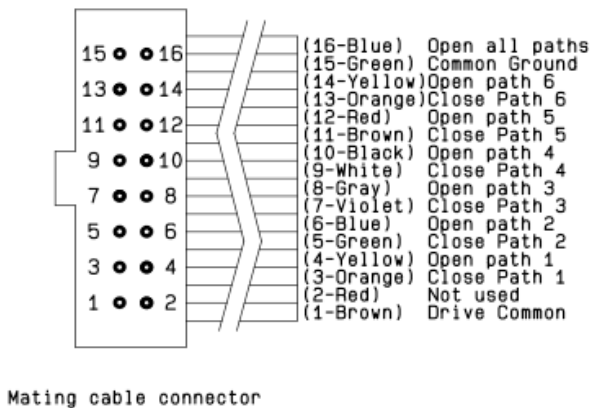 15 16 (16-Blue) Open all paths
(15-Green) Common Ground
13 14 (14-Yellow)Open path 6
(13-Orange)Close Path 6
11 12 (12-Red) Open path 5
(11-Brown) Close Path 5
9 10 (10-Black) Open path 4
(9-White) Close Path 4
7 8 (8-Gray) Open path 3
(7-Violet) Close Path 3
5 6 (6-Blue) Open path 2
(5-Green) Close Path 2
3 4 (4-Yellow) Open path 1
(3-Orange) Close Path 1
1 2 (2-Red) Not used
(1-Brown) Drive Common
Mating cable connector